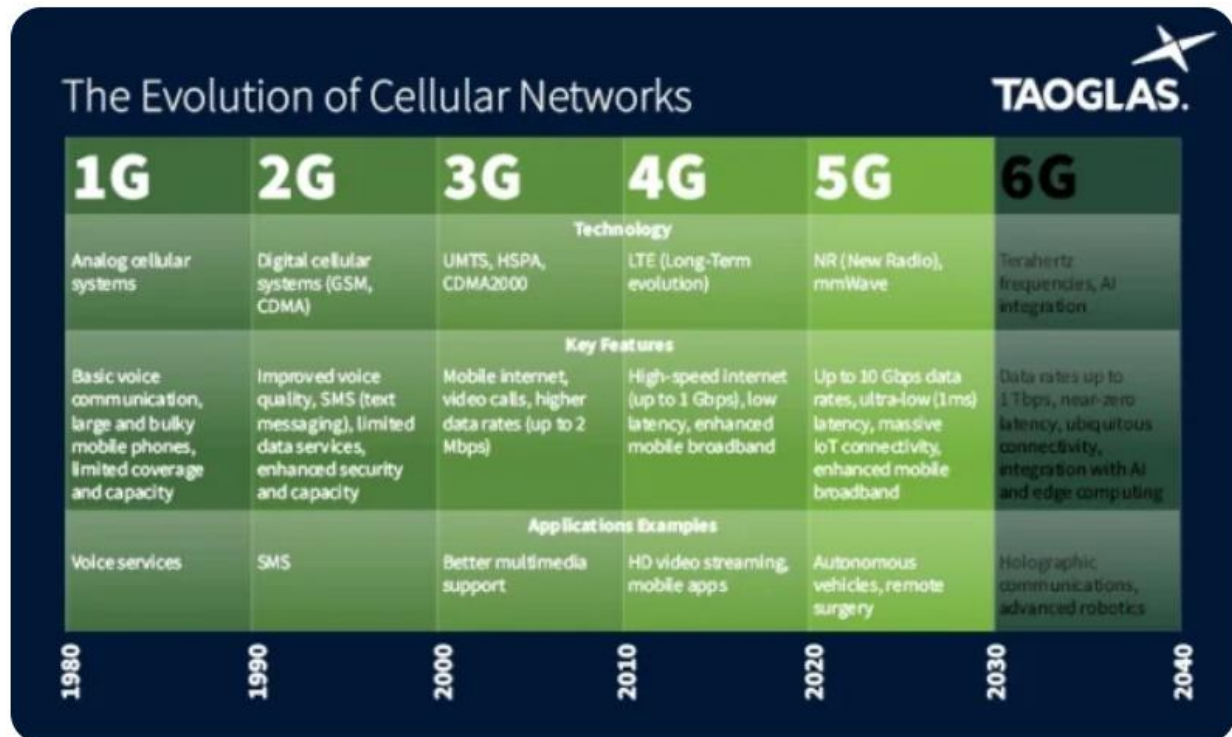 TAOGLAS.
The Evolution of Cellular Networks
1G
2G
3G
4G
5G
6G
Technology
Analog cellular
systems
Digital cellular
systems (GSM,
CDMA)
UMTS, HSPA,
CDMA2000
LTE (Long-Term
evolution)
NR (New Radio),
mmWave
Terahertz
frequencies, AI
integration
Key Features
Basic voice
communication,
large and bulky
mobile phones,
limited coverage
and capacity
Improved voice
quality, SMS (text
messaging), limited
data services,
enhanced security
and capacity
Mobile internet,
video calls, higher
data rates (up to 2
Mbps)
High-speed internet
(up to 1 Gbps), low
latency, enhanced
mobile broadband
Up to 10 Gbps data
rates, ultra-low (1ms)
latency, massive
IoT connectivity,
enhanced mobile
broadband
Data rates up to
1 Tbps, near-zero
latency, ubiquitous
connectivity,
integration with AI
and edge computing
Applications Examples
Voice services
SMS
Better multimedia
support
HD video streaming,
mobile apps
Autonomous
vehicles, remote
surgery
Holographic
communications,
advanced robotics
1980
1990
2000
2010
2020
2030
2040